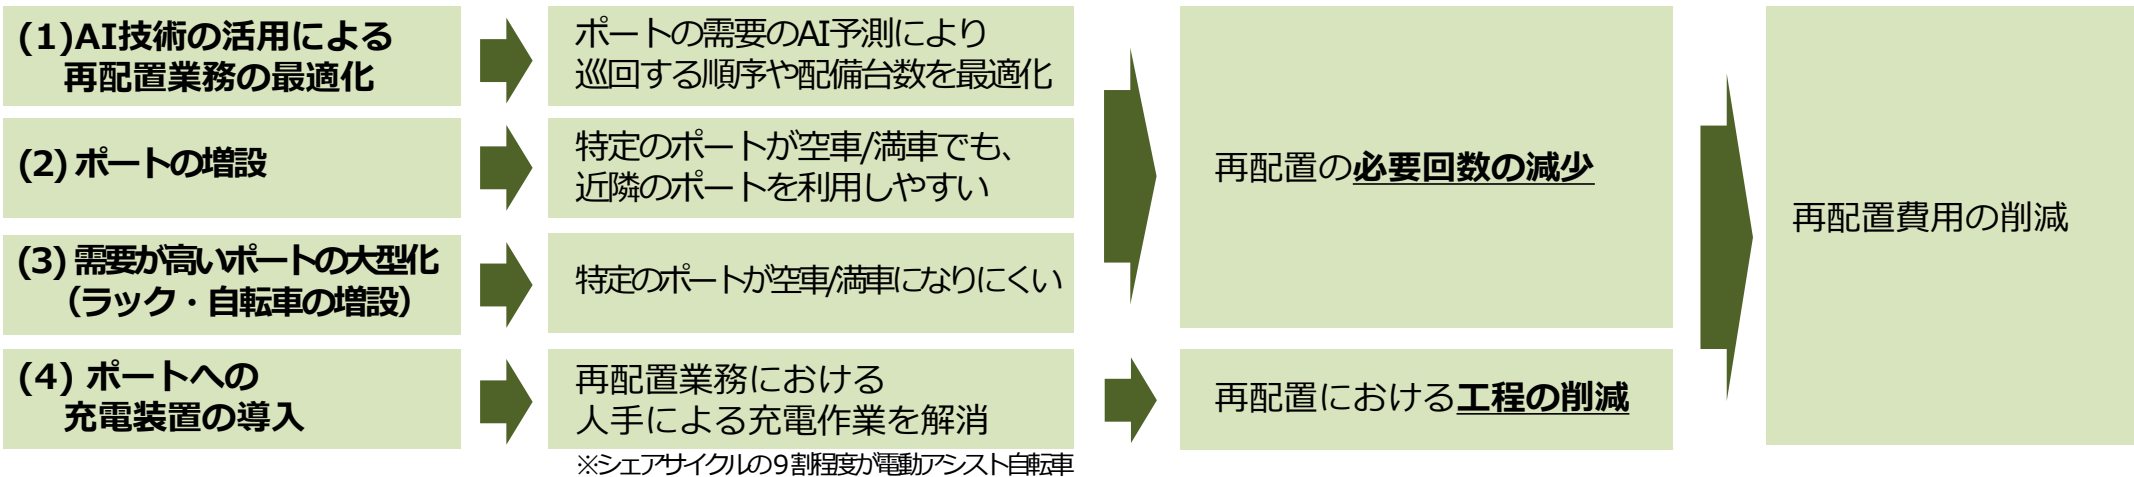 (1)AI技術の活用による
再配置業務の最適化
ポートの需要のAI予測により
巡回する順序や配備台数を最適化
(2) ポートの増設
特定のポートが空車/満車でも、
近隣のポートを利用しやすい
(3) 需要が高いポートの大型化
（ラック・自転車の増設）
特定のポートが空車/満車になりにくい
再配置の必要回数の減少
(4) ポートへの
充電装置の導入
再配置業務における
人手による充電作業を解消
※シェアサイクルの９割程度が電動アシスト自転車
再配置における工程の削減
再配置費用の削減